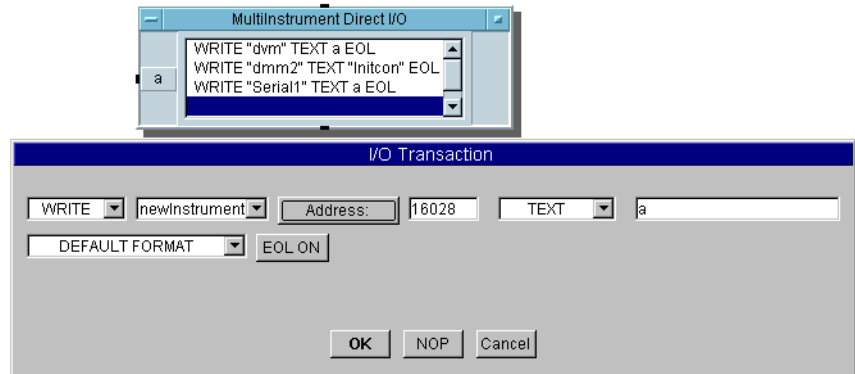 MultiInstrument Direct I/O
WRITE "dvm" TEXT a EOL
WRITE "dmm2" TEXT "Initcon" EOL
a
WRITE "Serial1" TEXT a EOL
I/O Transaction
WRITE newInstrument Address: 16028 TEXT a
DEFAULT FORMAT EOL ON
OK NOP Cancel